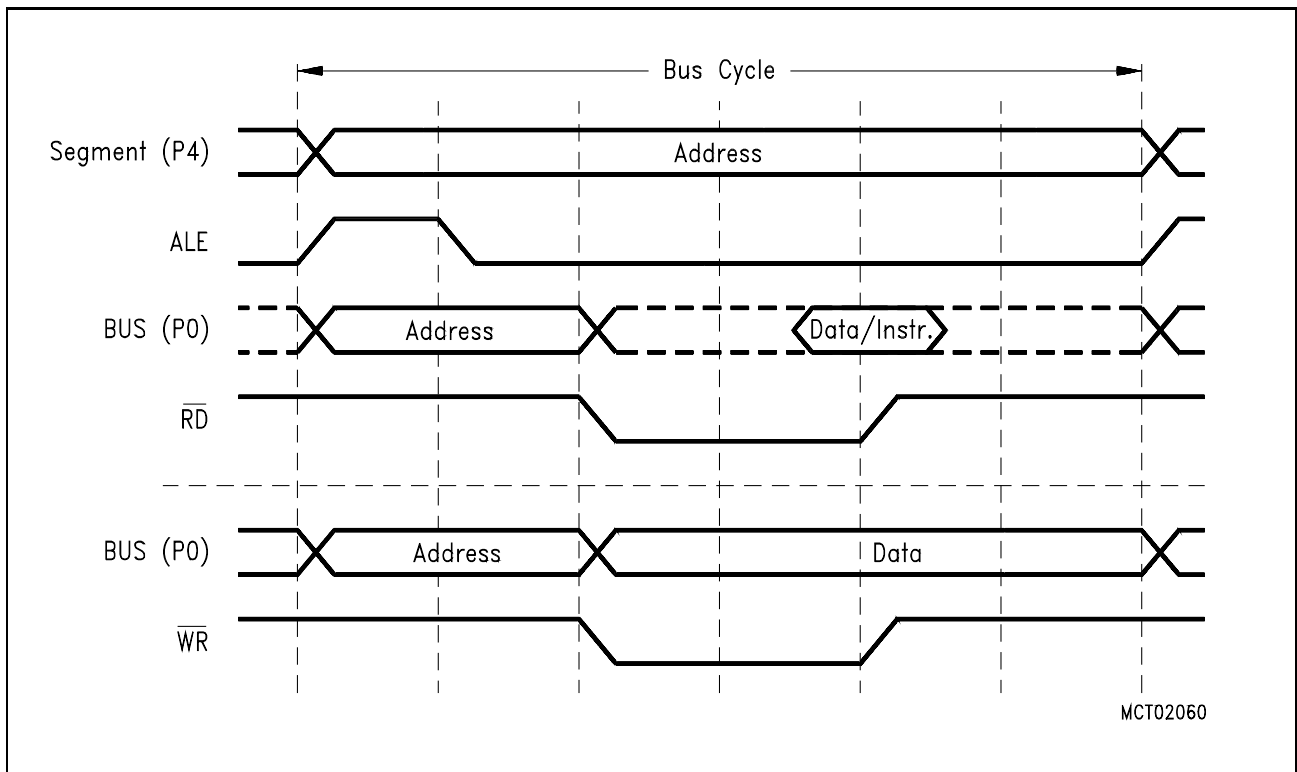 Bus Cycle
Segment (P4)
Address
ALE
BUS (P0)
Address
Data/Instr.
RD
BUS (P0)
Address
Data
WR
MCT02060